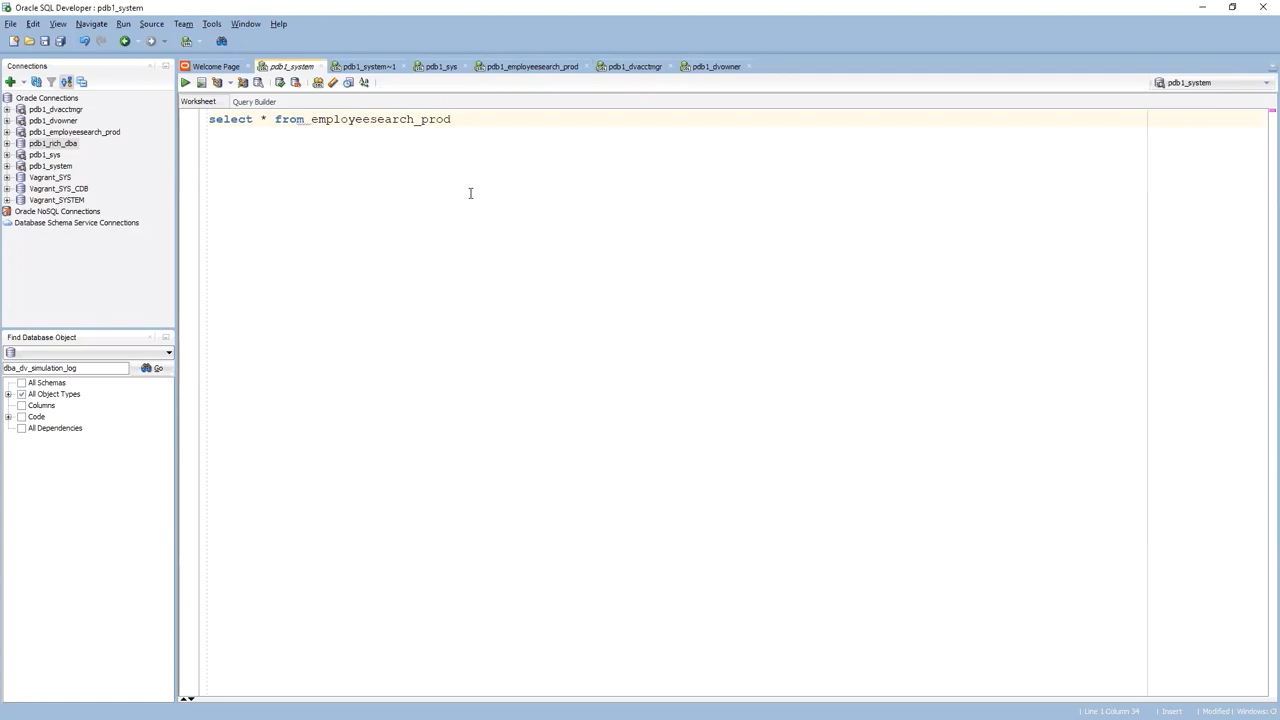 Oracle SQL Developer : pdb1_system
File Edit View Navigate Run Source Team Tools Window Help
Connections
Oracle Connections
pdb1_dvacctmgr
pdb1_dvowner
pdb1_employeesearch_prod
pdb1_rich_dba
pdb1_sys
pdb1_system
Vagrant_SYS
Vagrant_SYS_CDB
Vagrant_SYSTEM
Oracle NoSQL Connections
Database Schema Service Connections
Find Database Object
dba_dv_simulation_log Go
All Schemas
All Object Types
Columns
Code
All Dependencies
Welcome Page pdb1_system pdb1_system~1 pdb1_sys pdb1_employeesearch_prod pdb1_dvacctmgr pdb1_dvowner
pdb1_system
Worksheet Query Builder
select * from employeesearch_prod
Line 1 Column 34 Insert Modified Windows: C